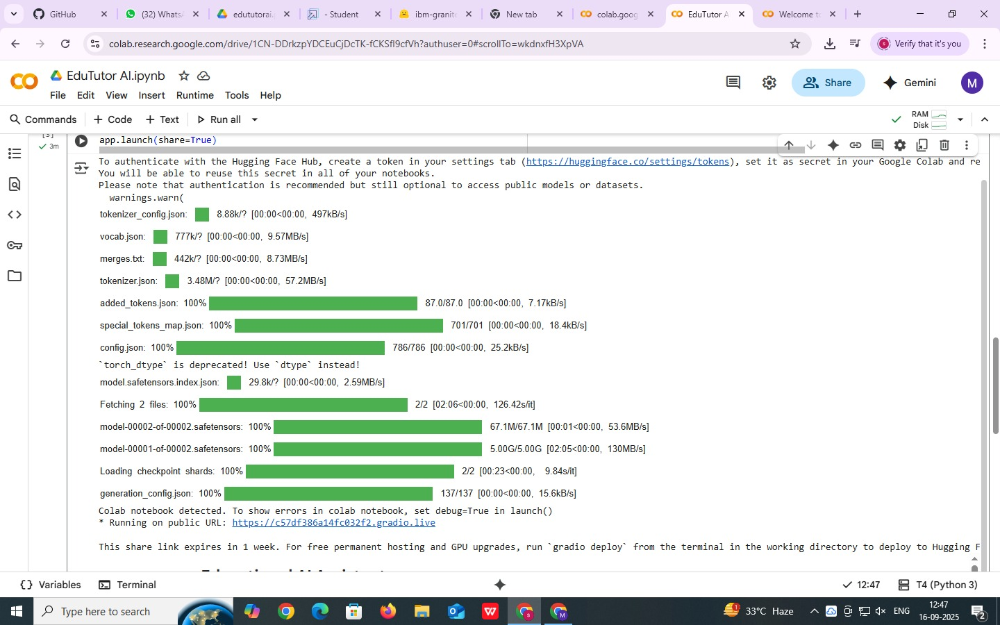 GitHub
(32) WhatsA
edututorai.
- Student
ibm-granite
New tab
colab.goog
EduTutor A
Welcome to
colab.research.google.com/drive/1CN-DDrkzpYDCEuCjDcTK-fCKSfI9cfVh?authuser=0#scrollTo=wkdnxfH3XpVA
S
Verify that it's you
EduTutor AI.ipynb
Share
Gemini
M
File Edit View Insert Runtime Tools Help
Commands
+ Code
+ Text
Run all
RAM
Disk
[5]
3m
app.launch(share=True)
To authenticate with the Hugging Face Hub, create a token in your settings tab (https://huggingface.co/settings/tokens), set it as secret in your Google Colab and re
You will be able to reuse this secret in all of your notebooks.
Please note that authentication is recommended but still optional to access public models or datasets.
warnings.warn(
tokenizer_config.json: 8.88k/? [00:00<00:00, 497kB/s]
vocab.json: 777k/? [00:00<00:00, 9.57MB/s]
merges.txt: 442k/? [00:00<00:00, 8.73MB/s]
tokenizer.json: 3.48M/? [00:00<00:00, 57.2MB/s]
added_tokens.json: 100% 87.0/87.0 [00:00<00:00, 7.17kB/s]
special_tokens_map.json: 100% 701/701 [00:00<00:00, 18.4kB/s]
config.json: 100% 786/786 [00:00<00:00, 25.2kB/s]
`torch_dtype` is deprecated! Use `dtype` instead!
model.safetensors.index.json: 29.8k/? [00:00<00:00, 2.59MB/s]
Fetching 2 files: 100% 2/2 [02:06<00:00, 126.42s/it]
model-00002-of-00002.safetensors: 100% 67.1M/67.1M [00:01<00:00, 53.6MB/s]
model-00001-of-00002.safetensors: 100% 5.00G/5.00G [02:05<00:00, 130MB/s]
Loading checkpoint shards: 100% 2/2 [00:23<00:00, 9.84s/it]
generation_config.json: 100% 137/137 [00:00<00:00, 15.6kB/s]
Colab notebook detected. To show errors in colab notebook, set debug=True in launch()
* Running on public URL: https://c57df386a14fc032f2.gradio.live
This share link expires in 1 week. For free permanent hosting and GPU upgrades, run `gradio deploy` from the terminal in the working directory to deploy to Hugging F
Educational AI Assistant
Variables
Terminal
12:47
T4 (Python 3)
Type here to search
33°C Haze
ENG
12:47
16-09-2025
2